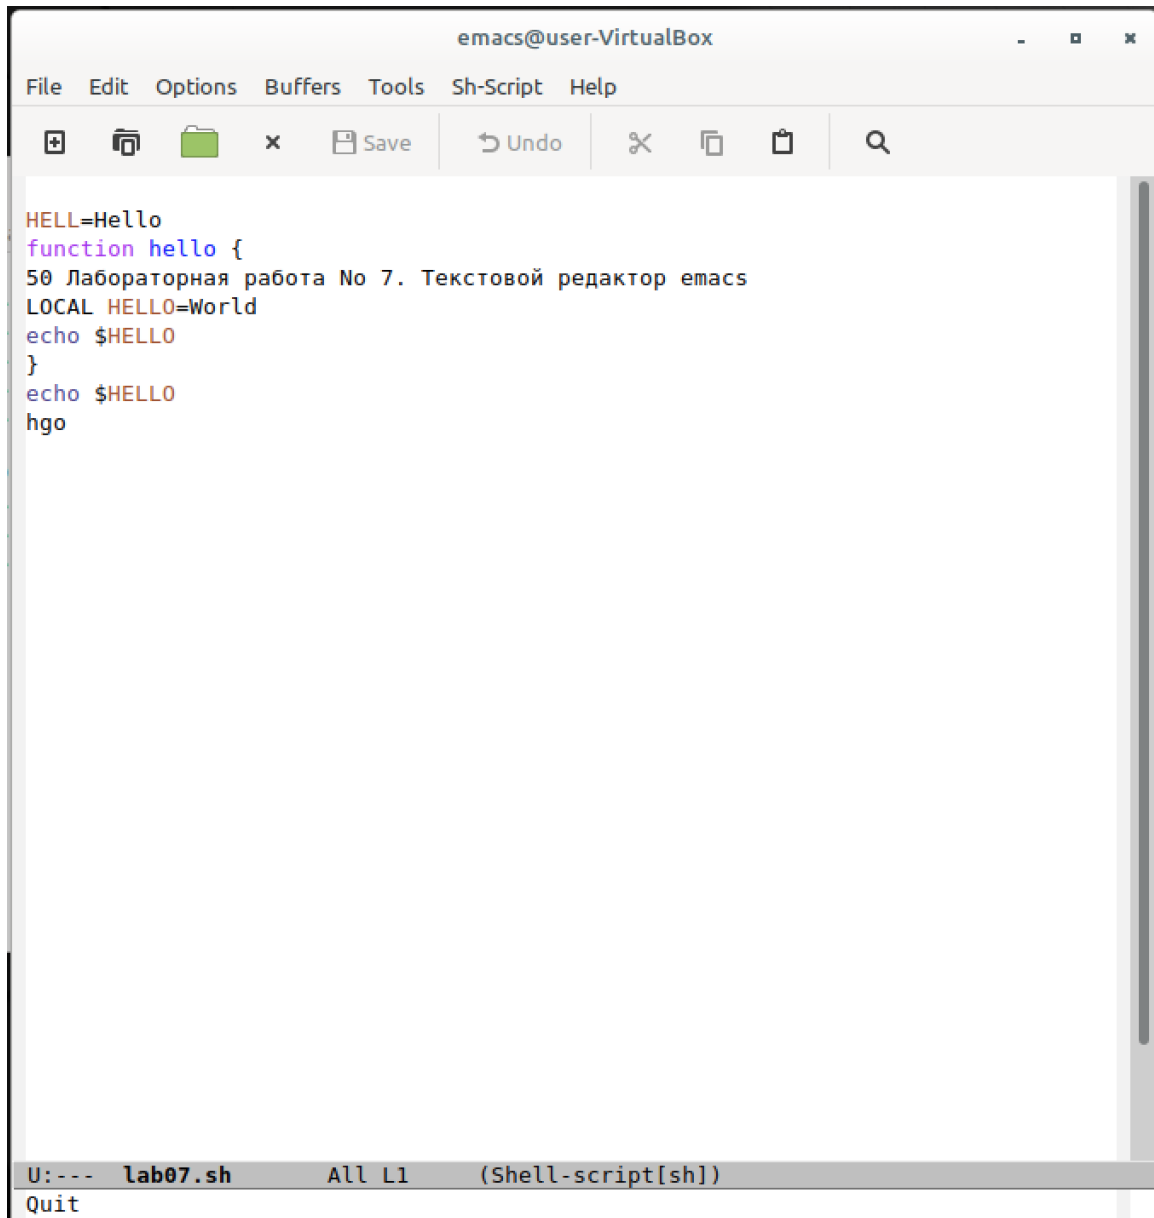 emacs@user-VirtualBox
File Edit Options Buffers Tools Sh-Script Help
Save Undo
HELL=Hello
function hello {
50 Лабораторная работа No 7. Текстовой редактор emacs
LOCAL HELLO=World
echo $HELLO
}
echo $HELLO
hgo
U:--- lab07.sh All L1 (Shell-script[sh])
Quit